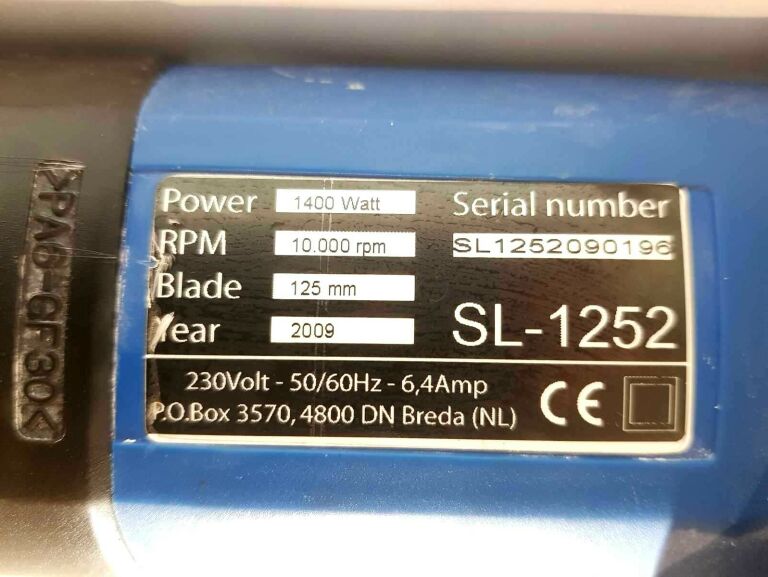 >PA6-GF30<
Power 1400 Watt
RPM 10.000 rpm
Blade 125 mm
Year 2009
Serial number
SL1252090196
SL-1252
230Volt - 50/60Hz - 6,4Amp
P.O.Box 3570, 4800 DN Breda (NL)
CE